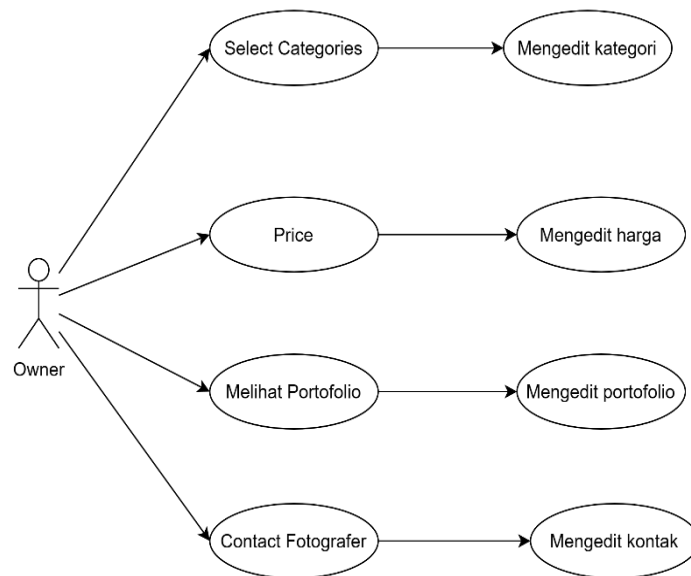 Select Categories
Mengedit kategori
Price
Mengedit harga
Owner
Melihat Portofolio
Mengedit portofolio
Contact Fotografer
Mengedit kontak